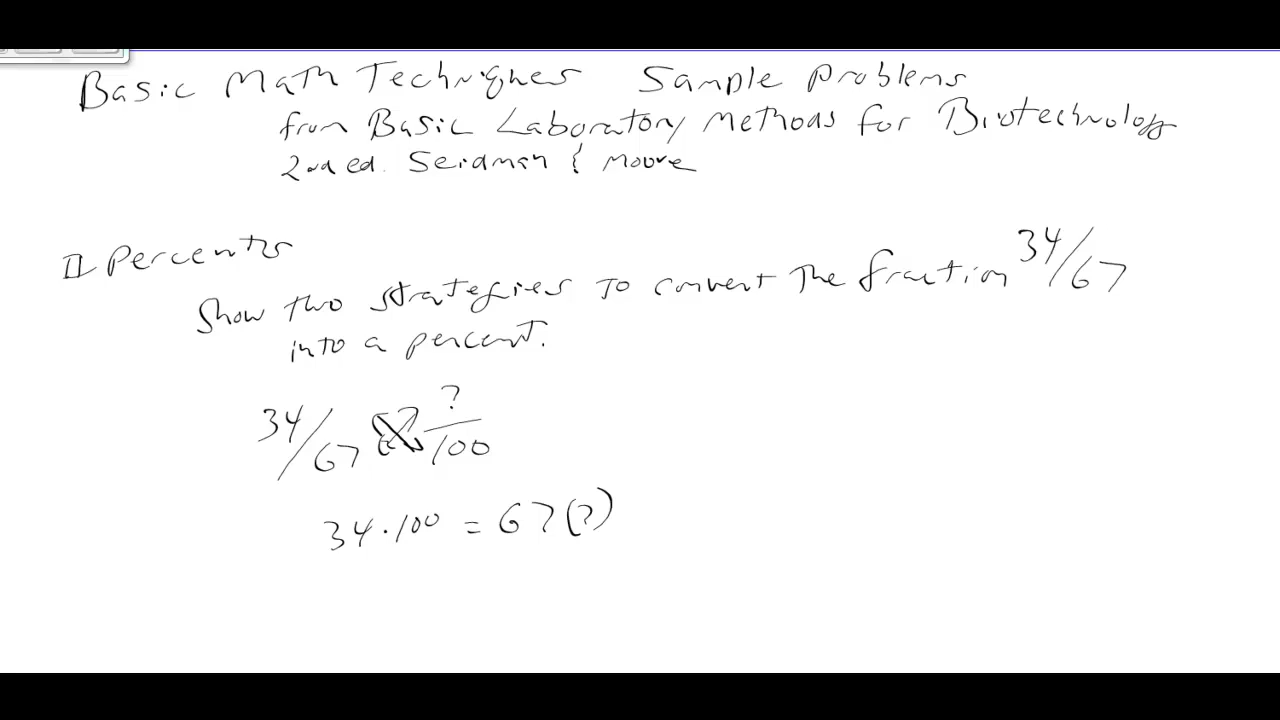 Basic Math Techniques Sample Problems
from Basic Laboratory Methods for Biotechnology
2nd ed. Seidman & Moore
II Percents
Show two strategies to convert the fraction 34/67
into a percent.
34/67 ?/100
34·100 = 67(?)